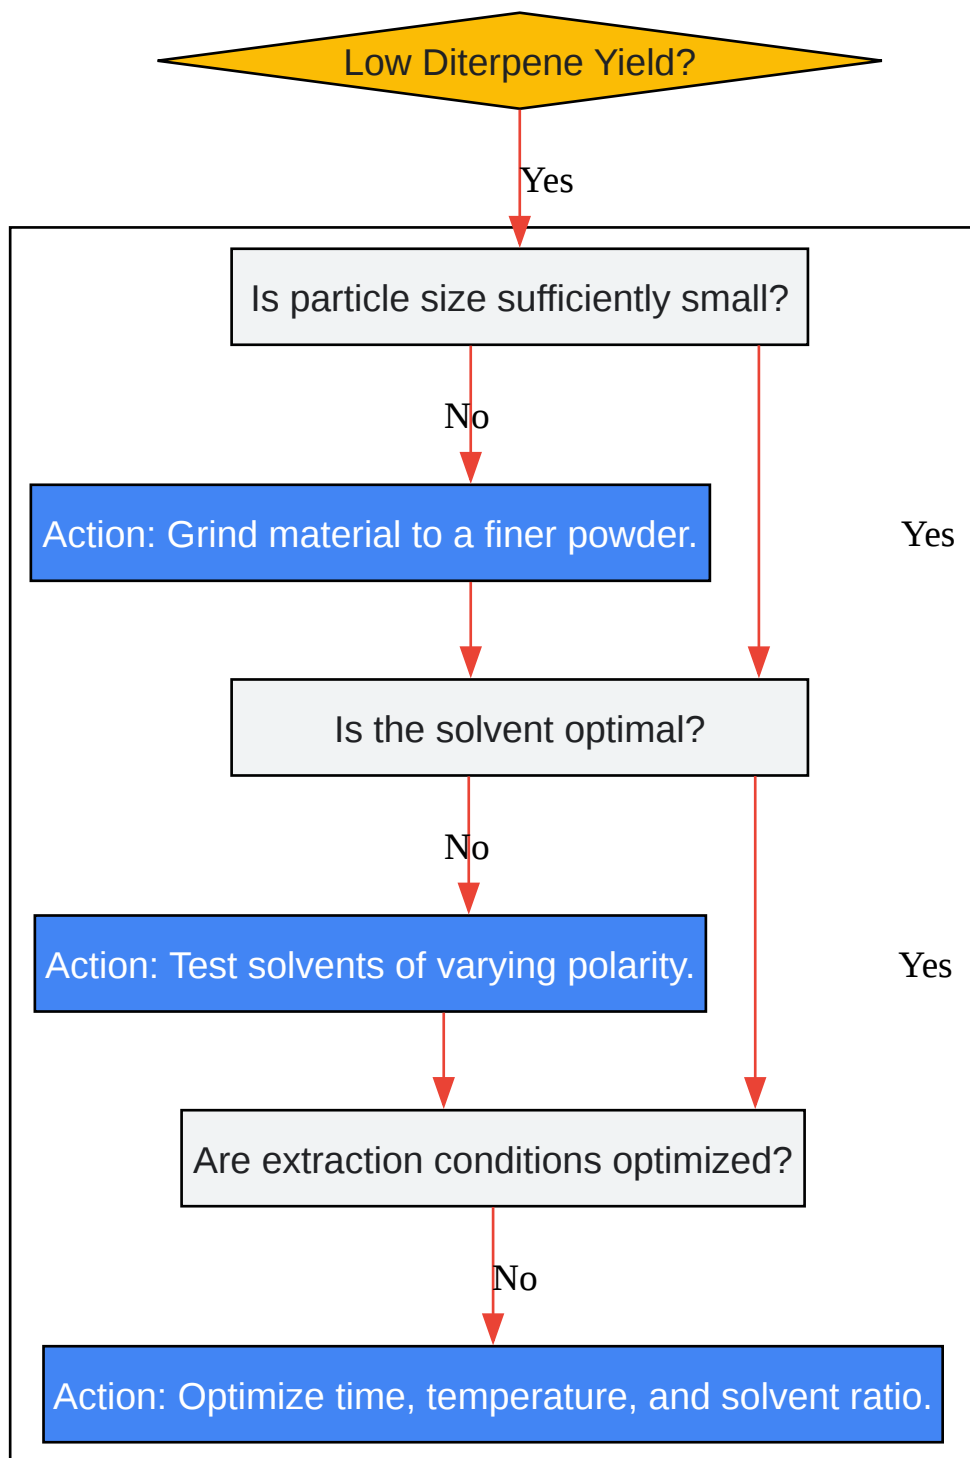 Low Diterpene Yield?
Yes
Is particle size sufficiently small?
No
Action: Grind material to a finer powder.
Yes
Is the solvent optimal?
No
Action: Test solvents of varying polarity.
Yes
Are extraction conditions optimized?
No
Action: Optimize time, temperature, and solvent ratio.